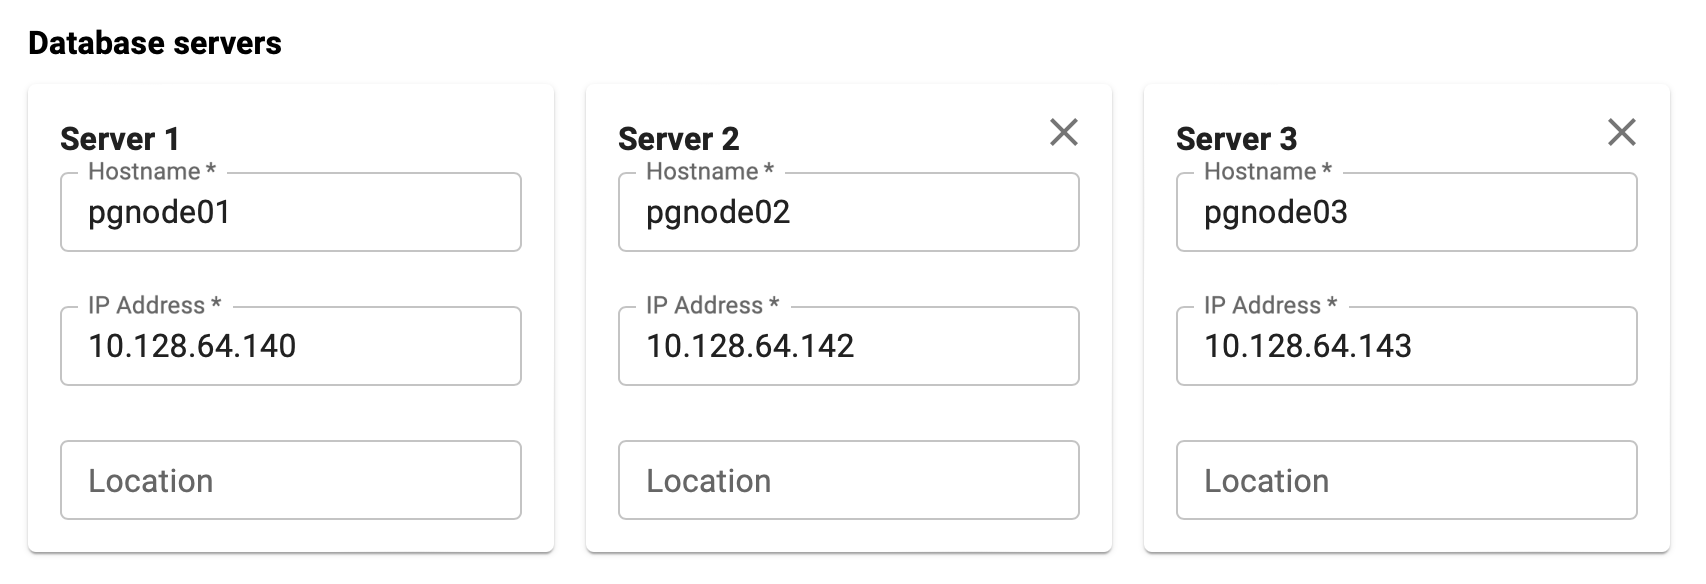 Database servers
Server 1
Hostname *
pgnode01
IP Address *
10.128.64.140
Location
Server 2
Hostname *
pgnode02
IP Address *
10.128.64.142
Location
Server 3
Hostname *
pgnode03
IP Address *
10.128.64.143
Location